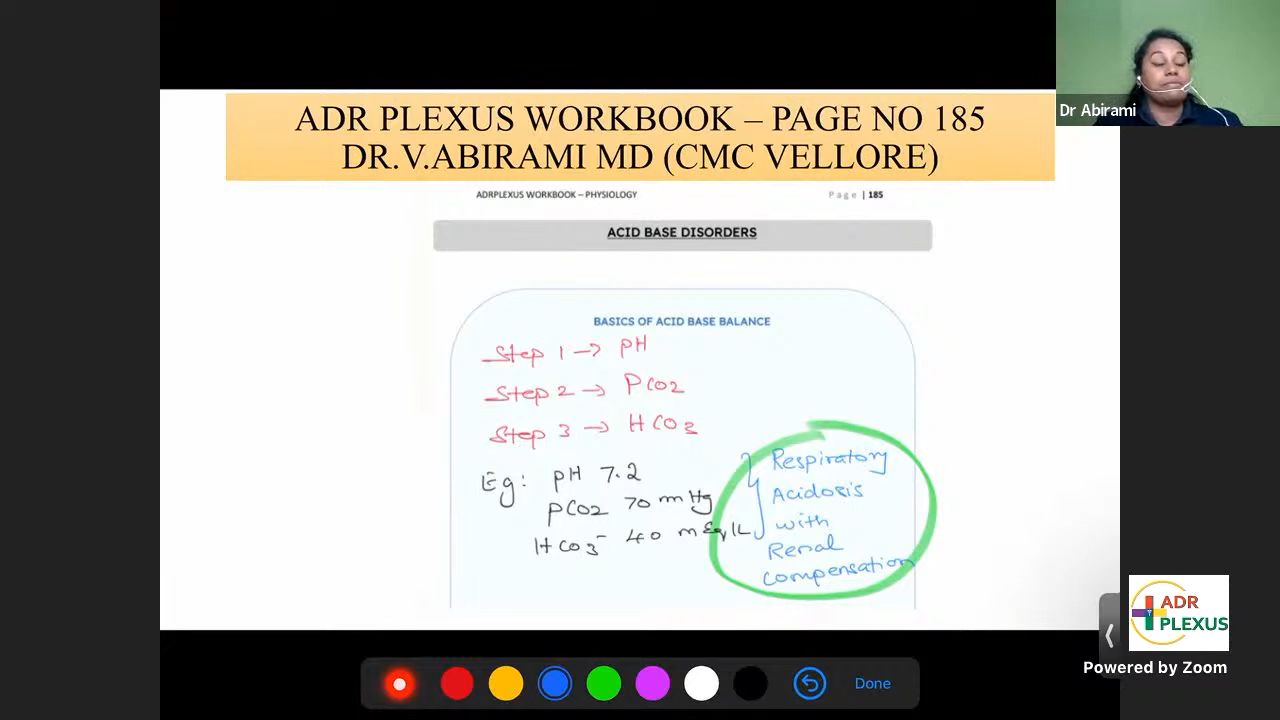 ADR PLEXUS WORKBOOK – PAGE NO 185
DR.V.ABIRAMI MD (CMC VELLORE)
Dr Abirami
ADRPLEXUS WORKBOOK – PHYSIOLOGY
Page | 185
ACID BASE DISORDERS
BASICS OF ACID BASE BALANCE
Step 1 → pH
Step 2 → PCO2
Step 3 → HCO3
Eg: pH 7.2
PCO2 70 mHg
HCO3⁻ 40 mEq/L
Respiratory
Acidosis
with
Renal
compensation
ADR
PLEXUS
Powered by Zoom
Done